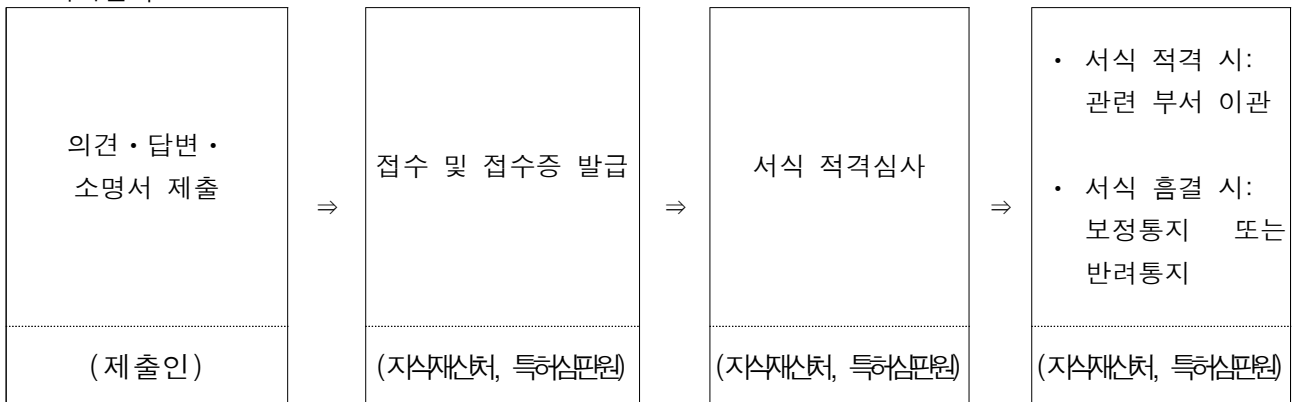 의견·답변·
소명서 제출
⇒
접수 및 접수증 발급
⇒
서식 적격심사
⇒
· 서식 적격 시:
관련 부서 이관
· 서식 흠결 시:
보정통지 또는
반려통지
(제출인)
(지식재산처, 특허심판원)
(지식재산처, 특허심판원)
(지식재산처, 특허심판원)